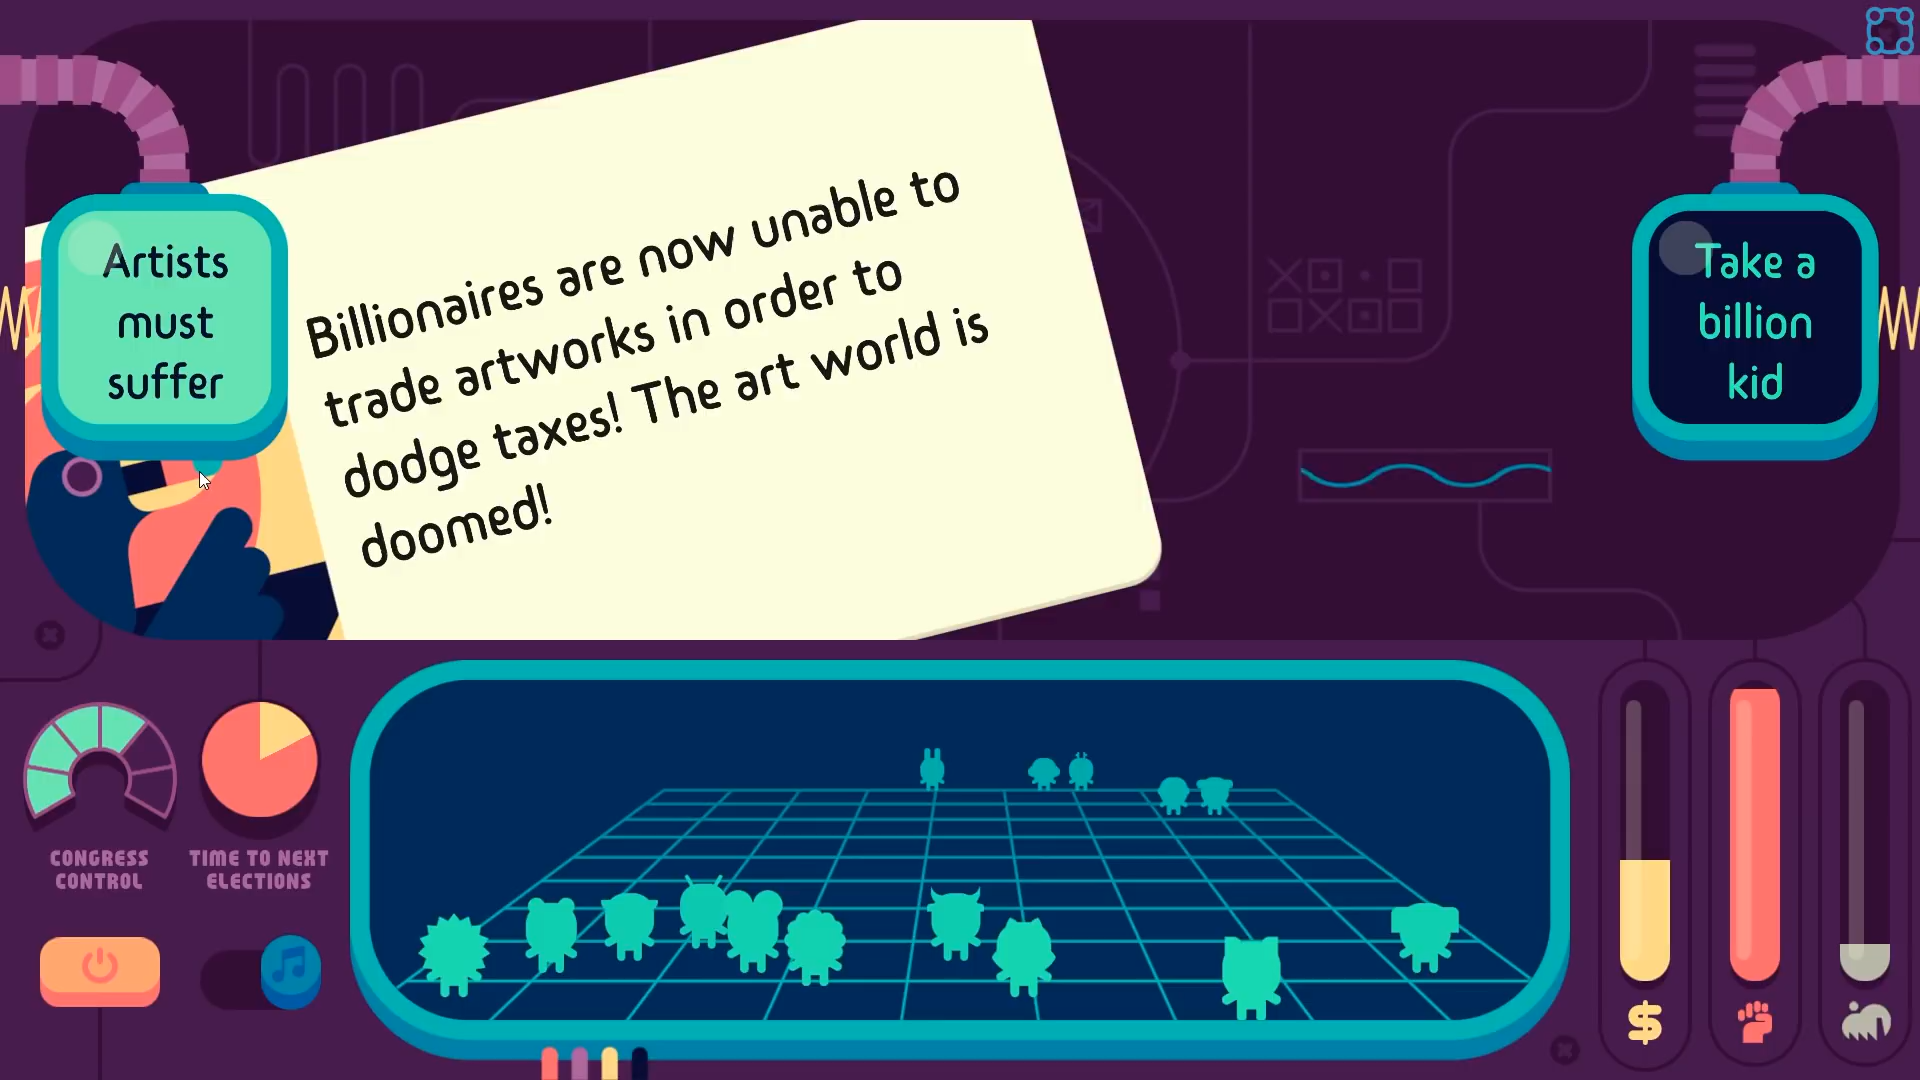 Artists
must
suffer
Billionaires are now unable to
trade artworks in order to
dodge taxes! The art world is
doomed!
Take a
billion
kid
CONGRESS
CONTROL
TIME TO NEXT
ELECTIONS
$